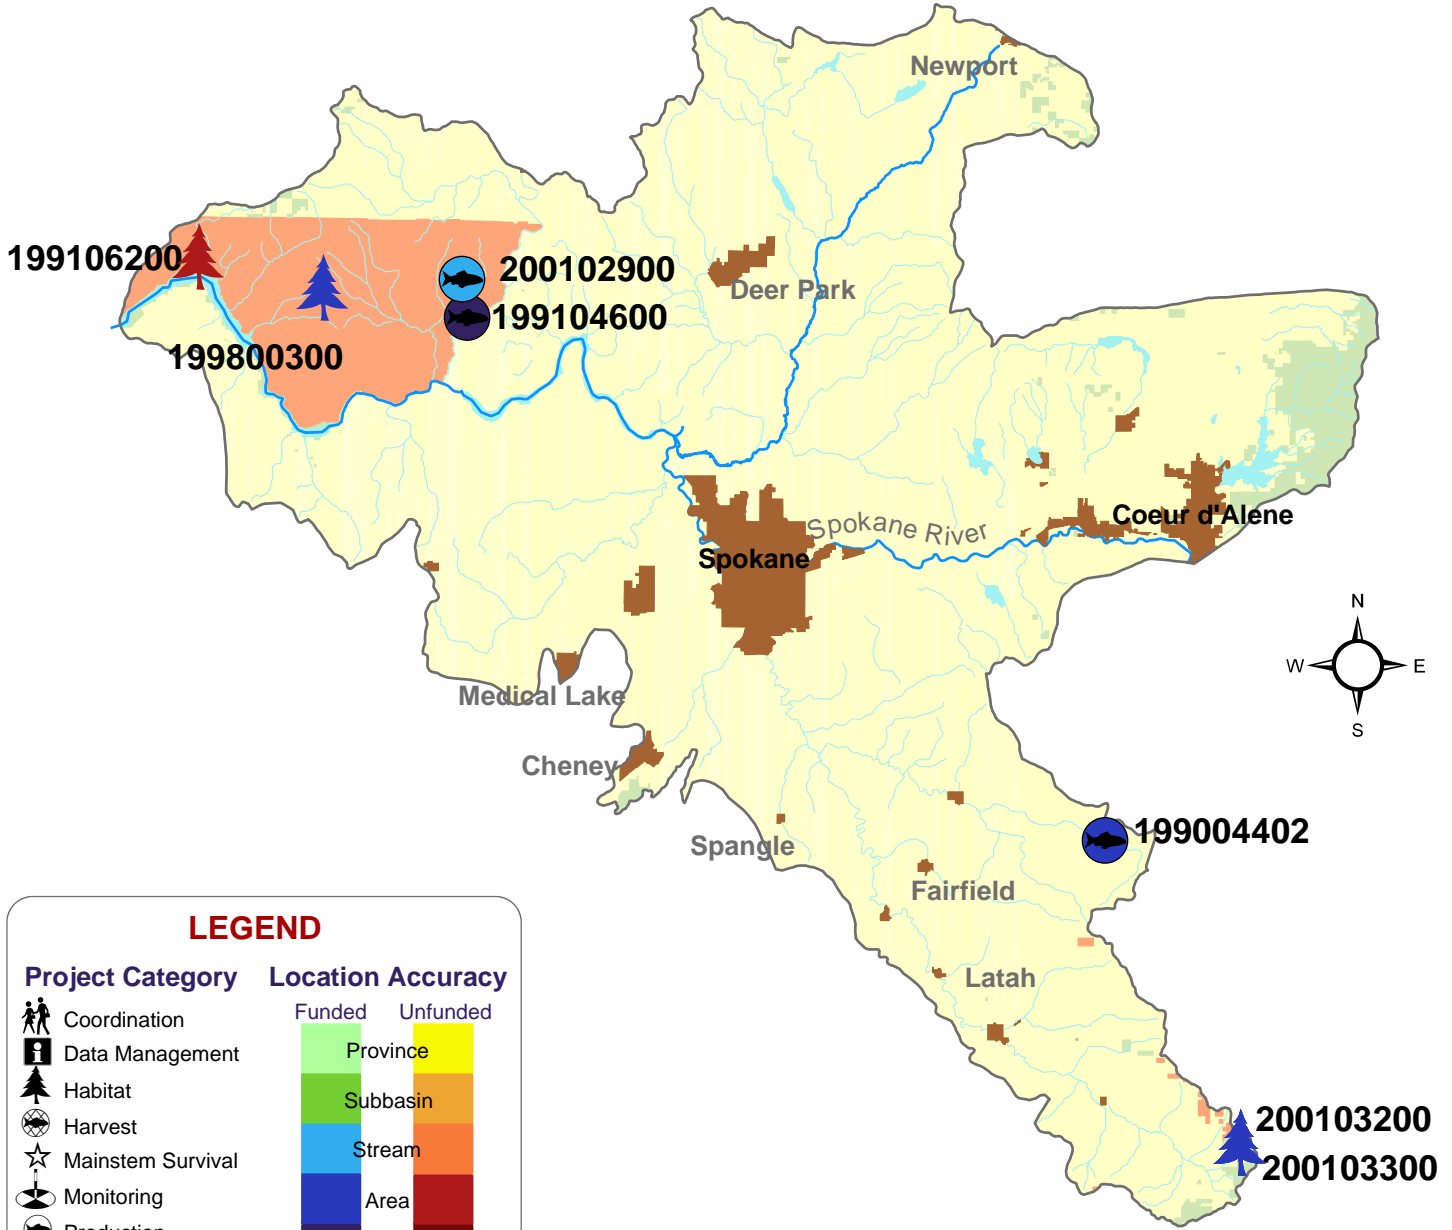 Newport
199106200
200102900
Deer Park
199104600
199800300
Spokane River
Coeur d'Alene
Spokane
N
W E
S
Medical Lake
Cheney
199004402
Spangle
Fairfield
Latah
200103200
200103300
LEGEND
Project Category Location Accuracy
Funded Unfunded
Coordination
Province
Data Management
Habitat
Subbasin
Harvest
Stream
Mainstem Survival
Monitoring
Area
Production